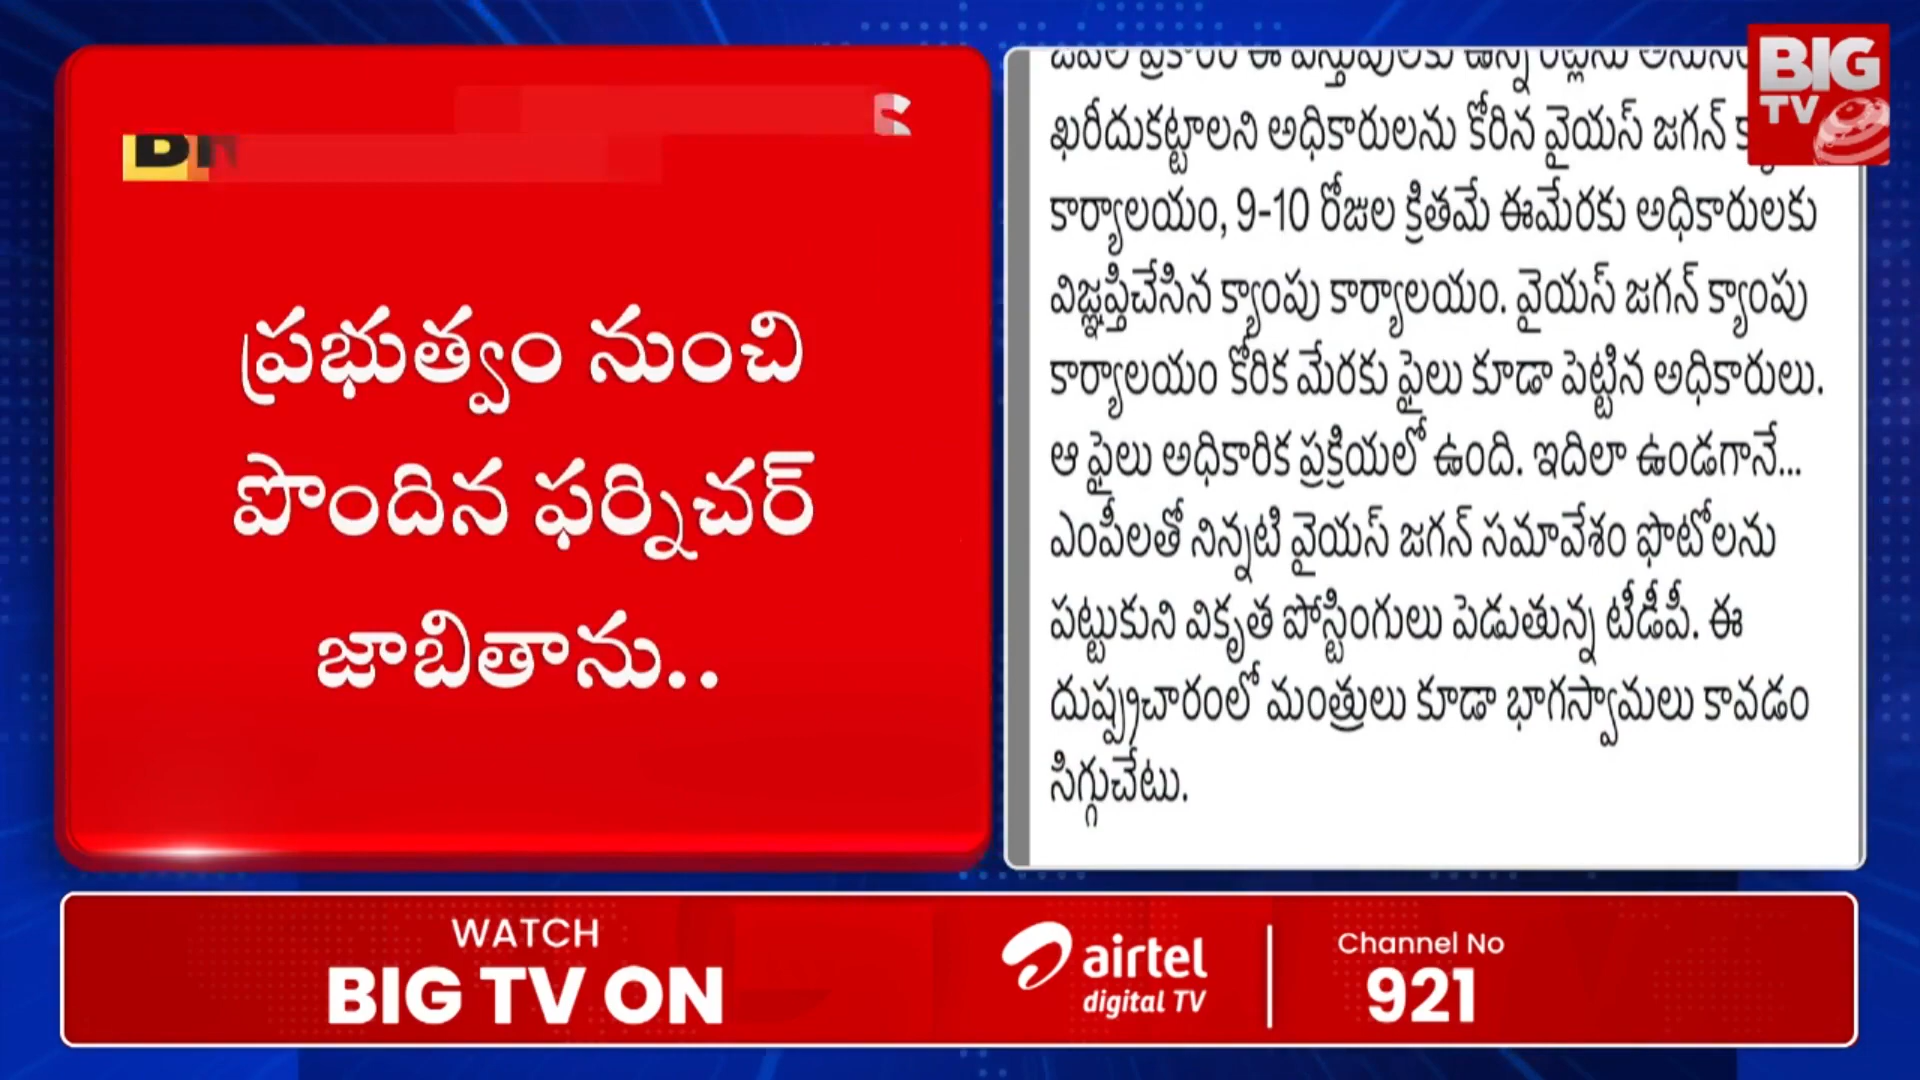 ప్రభుత్వం నుంచి
పొందిన ఫర్నిచర్
జాబితాను..
ఖరీదుకట్టాలని అధికారులను కోరిన వైయస్ జగన్
కార్యాలయం, 9-10 రోజుల క్రితమే ఈమేరకు అధికారులకు
విజ్ఞప్తిచేసిన క్యాంపు కార్యాలయం. వైయస్ జగన్ క్యాంపు
కార్యాలయం కోరిక మేరకు ఫైలు కూడా పెట్టిన అధికారులు.
ఆ ఫైలు అధికారిక ప్రక్రియలో ఉంది. ఇదిలా ఉండగానే...
ఎంపీలతో నిన్నటి వైయస్ జగన్ సమావేశం ఫొటోలను
పట్టుకుని వికృత పోస్టింగులు పెడుతున్న టీడీపీ. ఈ
దుష్ప్రచారంలో మంత్రులు కూడా భాగస్వామలు కావడం
సిగ్గుచేటు.
BIG
TV
WATCH
BIG TV ON
airtel
digital TV
Channel No
921